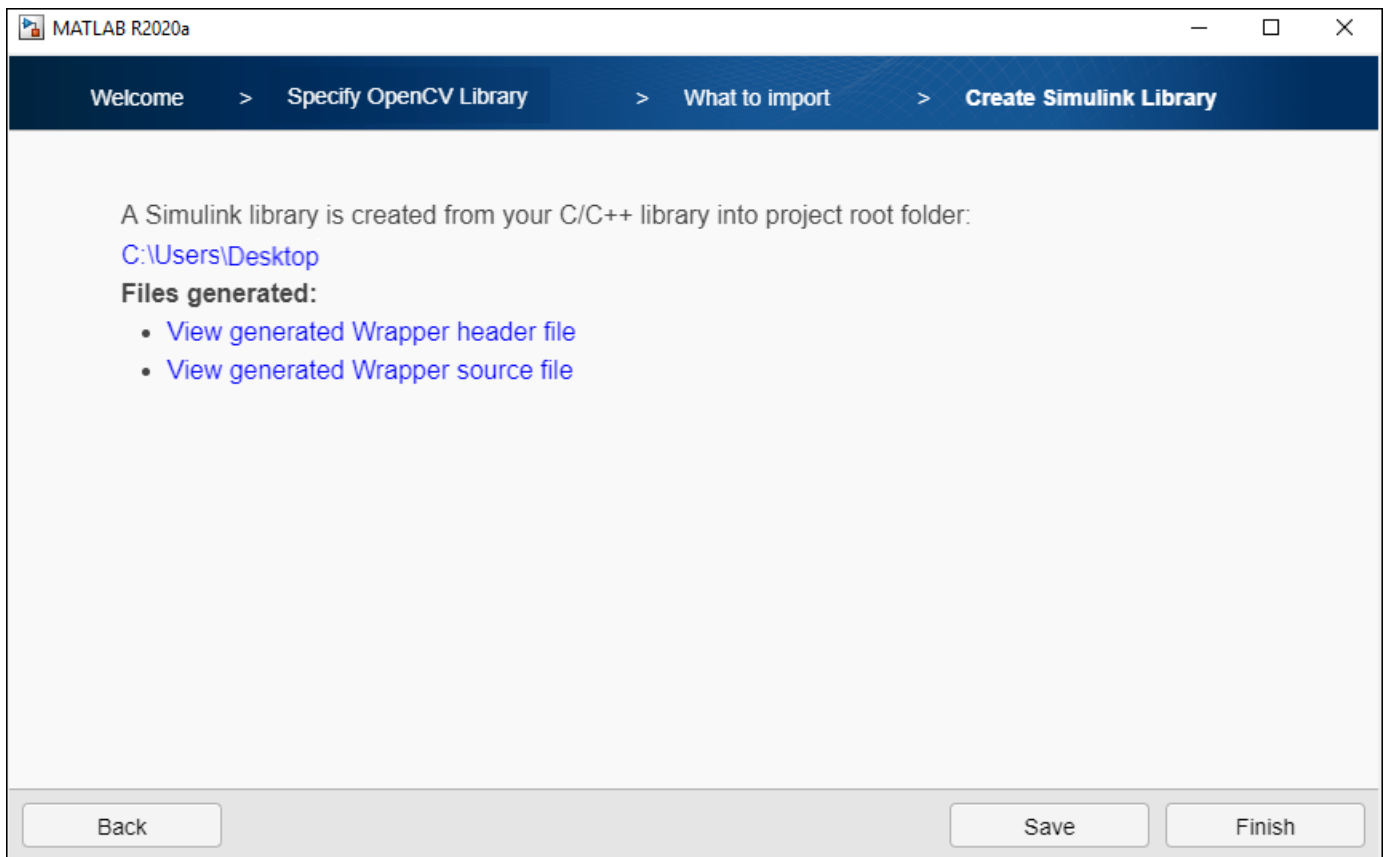 MATLAB R2020a
Welcome > Specify OpenCV Library > What to import > Create Simulink Library
A Simulink library is created from your C/C++ library into project root folder:
C:\Users\Desktop
Files generated:
• View generated Wrapper header file
• View generated Wrapper source file
Back Save Finish